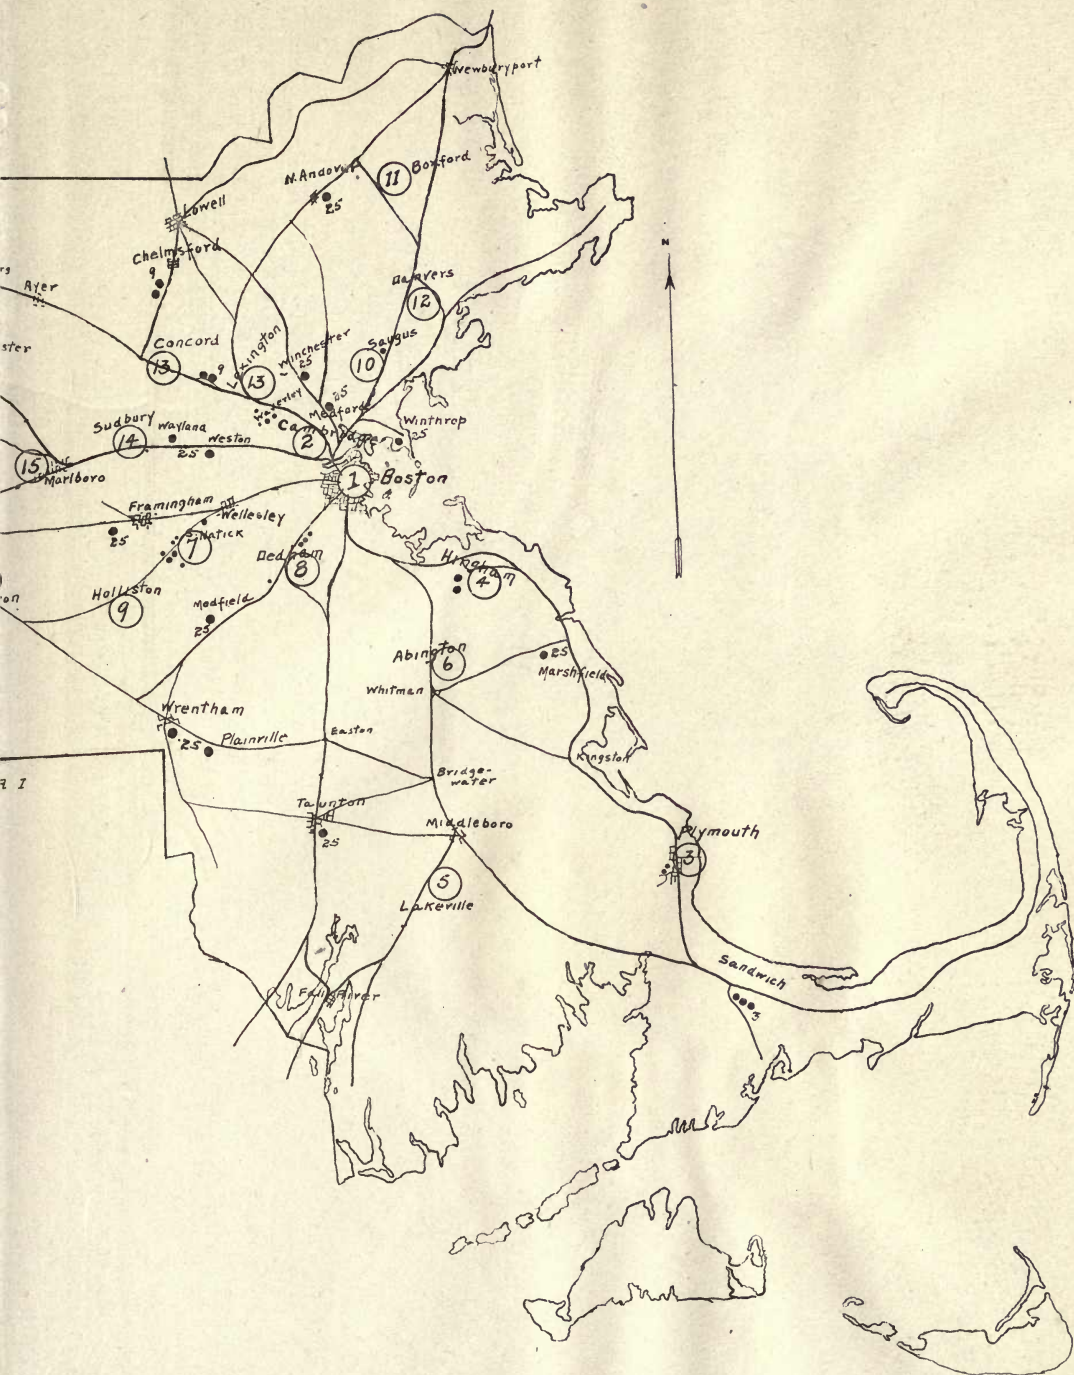 Newburyport
N. Andover
11
Boxford
25
Lowell
Chelmsford
9
Ayer
N
Danvers
12
Concord
13
9
Lexington
13
Winchester
25
Saugus
10
Waverley
25
Medford
Winthrop
25
Cambridge
2
Sudbury
14
Wayland
25
Weston
15
Marlboro
1
Boston
Framingham
25
Wellesley
S. Natick
7
Dedham
8
Hingham
4
Holliston
9
Medfield
25
Abington
6
25
Marshfield
Whitman
Wrentham
25
Plainville
Easton
Kingston
Bridge-
water
R I
Taunton
25
Middleboro
Plymouth
3
3
5
Lakeville
Sandwich
3
Fall River